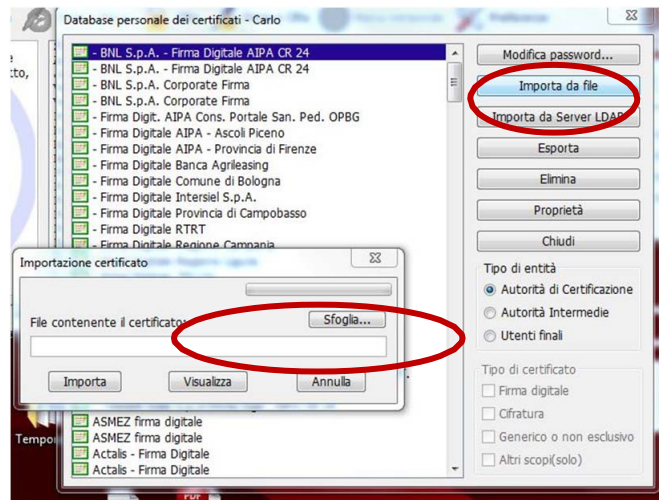 Database personale dei certificati - Carlo
- BNL S.p.A. - Firma Digitale AIPA CR 24
- BNL S.p.A. - Firma Digitale AIPA CR 24
- BNL S.p.A. Corporate Firma
- BNL S.p.A. Corporate Firma
- Firma Digit. AIPA Cons. Portale San. Ped. OPBG
- Firma Digitale AIPA - Ascoli Piceno
- Firma Digitale AIPA - Provincia di Firenze
- Firma Digitale Banca Agrileasing
- Firma Digitale Comune di Bologna
- Firma Digitale Intersiel S.p.A.
- Firma Digitale Provincia di Campobasso
- Firma Digitale RTRT
- Firma Digitale Regione Campania
ASMEZ firma digitale
ASMEZ firma digitale
Actalis - Firma Digitale
Actalis - Firma Digitale
Modifica password...
Importa da file
Importa da Server LDAP
Esporta
Elimina
Proprietà
Chiudi
Tipo di entità
Autorità di Certificazione
Autorità Intermedie
Utenti finali
Tipo di certificato
Firma digitale
Cifratura
Generico o non esclusivo
Altri scopi(solo)
Importazione certificato
File contenente il certificato:
Sfoglia...
Importa
Visualizza
Annulla
Tempo
PDF